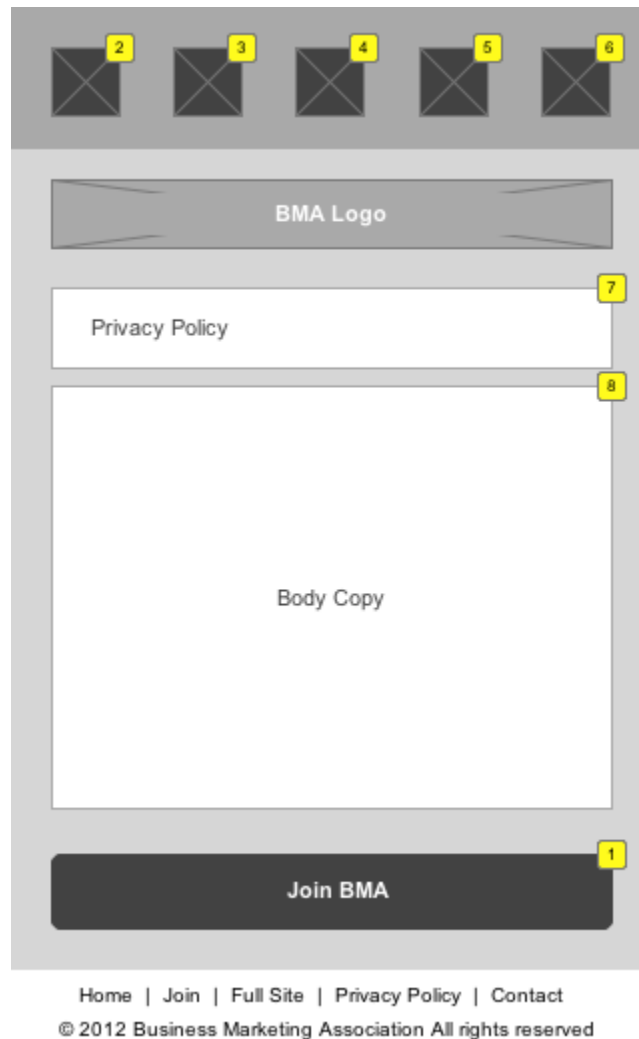 2 3 4 5 6
BMA Logo
7
Privacy Policy
8
Body Copy
1
Join BMA
Home | Join | Full Site | Privacy Policy | Contact
© 2012 Business Marketing Association All rights reserved